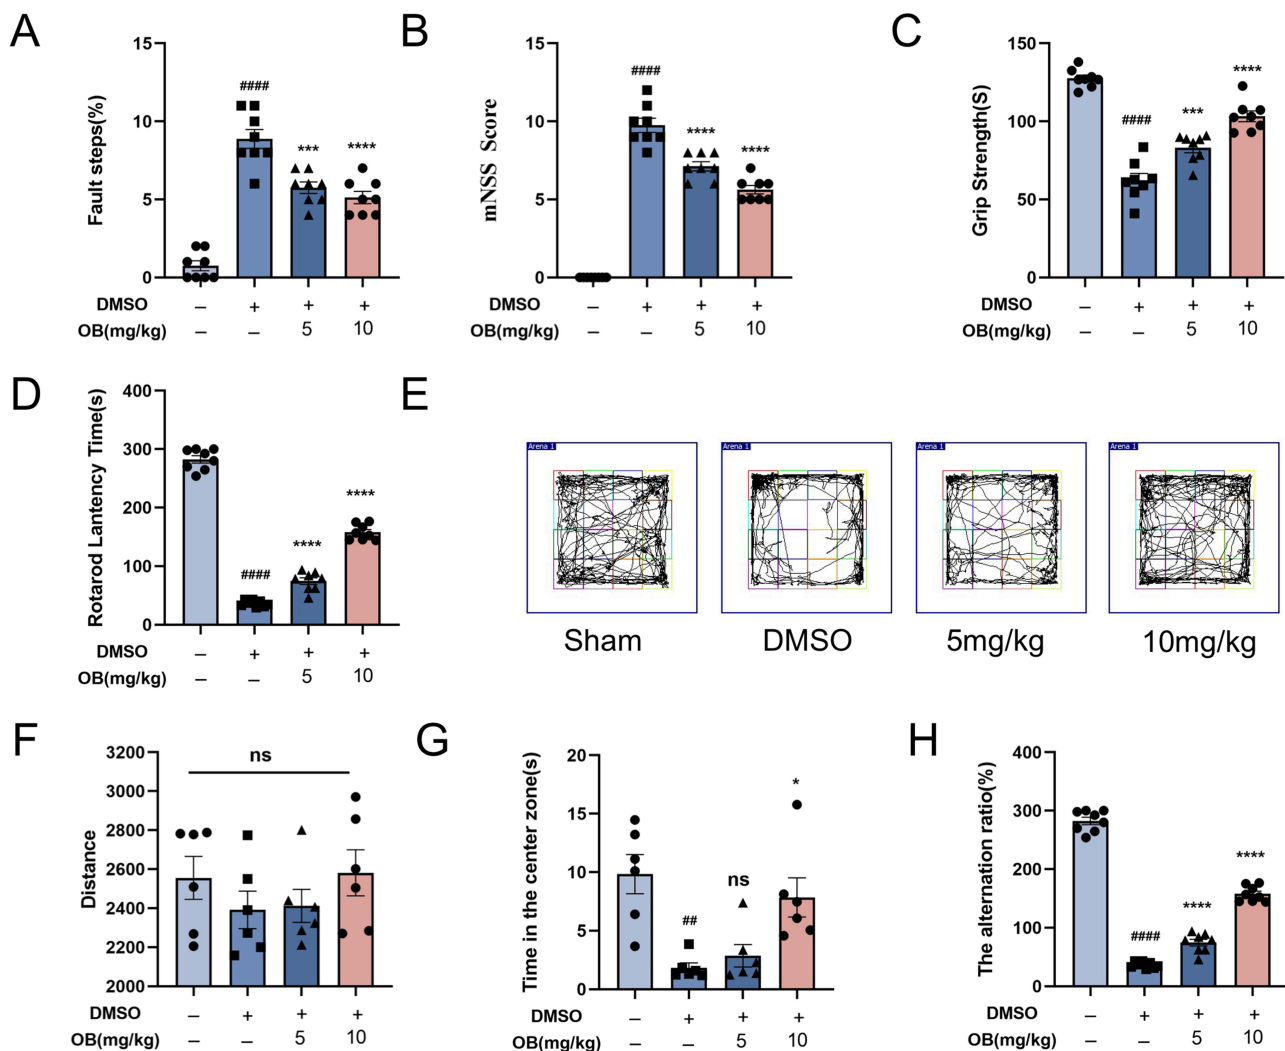 A
Fault steps(%)
15
10
5
0
####
***
****
DMSO – + + +
OB(mg/kg) – – 5 10
B
mNSS Score
15
10
5
0
####
****
****
DMSO – + + +
OB(mg/kg) – – 5 10
C
Grip Strength(S)
150
100
50
0
####
***
****
DMSO – + + +
OB(mg/kg) – – 5 10
D
Rotarod Lantency Time(s)
400
300
200
100
0
####
****
****
DMSO – + + +
OB(mg/kg) – – 5 10
E
Arena 1
Arena 1
Arena 1
Arena 1
Sham
DMSO
5mg/kg
10mg/kg
F
Distance
3200
3000
2800
2600
2400
2200
2000
ns
DMSO – + + +
OB(mg/kg) – – 5 10
G
Time in the center zone(s)
20
15
10
5
0
##
ns
*
DMSO – + + +
OB(mg/kg) – – 5 10
H
The alternation ratio(%)
400
300
200
100
0
####
****
****
DMSO – + + +
OB(mg/kg) – – 5 10